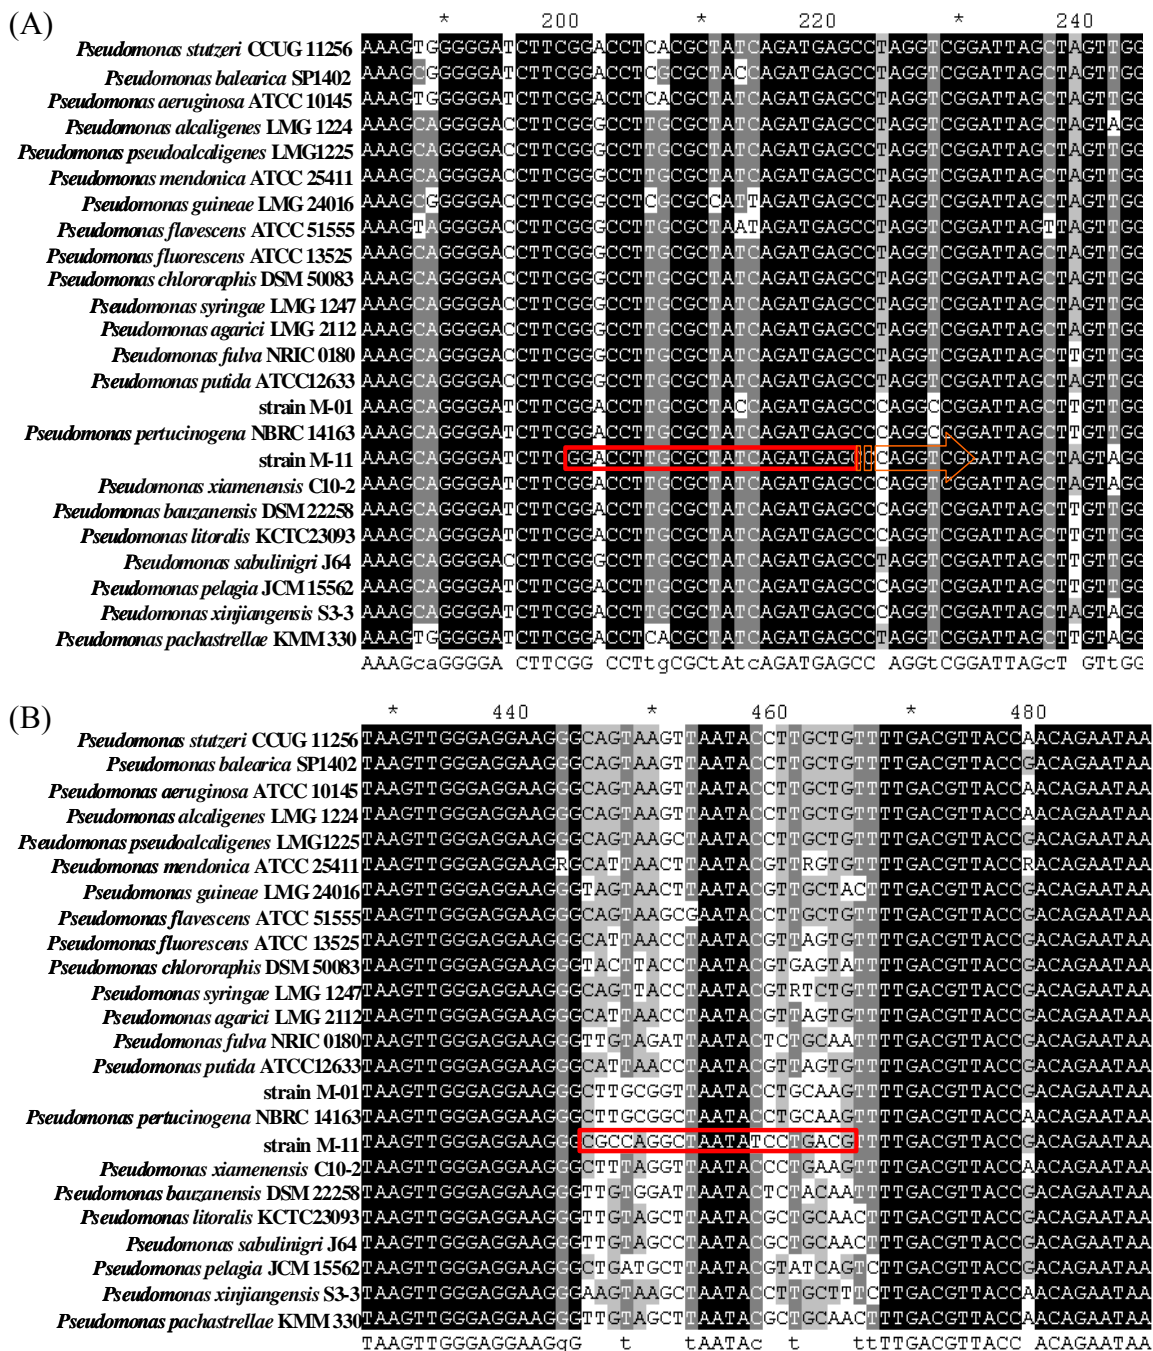 (A)
* 200 * 220 * 240
Pseudomonas stutzeri CCUG 11256 AAAGTGGGGGATCTTCGGACCTCACGCTATCAGATGAGCCTAGGTCGGATTAGCTAGTTGG
Pseudomonas balearica SP1402 AAAGCGGGGGATCTTCGGACCTCGCGCTACCAGATGAGCCTAGGTCGGATTAGCTAGTTGG
Pseudomonas aeruginosa ATCC 10145 AAAGTGGGGGATCTTCGGACCTCACGCTATCAGATGAGCCTAGGTCGGATTAGCTAGTTGG
Pseudomonas alcaligenes LMG 1224 AAAGCAGGGGACCTTCGGGCCTTGCGCTATCAGATGAGCCTAGGTCGGATTAGCTAGTAGG
Pseudomonas pseudoalcaligenes LMG1225 AAAGCAGGGGACCTTCGGGCCTTGCGCTATCAGATGAGCCTAGGTCGGATTAGCTAGTTGG
Pseudomonas mendonica ATCC 25411 AAAGCAGGGGACCTTCGGGCCTTGCGCTATCAGATGAGCCTAGGTCGGATTAGCTAGTTGG
Pseudomonas guineae LMG 24016 AAAGCGGGGGACCTTCGGGCCTCGCGCCATTAGATGAGCCTAGGTCGGATTAGCTAGTTGG
Pseudomonas flavescens ATCC 51555 AAAGTAGGGGACCTTCGGGCCTTGCGCTAATAGATGAGCCTAGGTCGGATTAGTTAGTTGG
Pseudomonas fluorescens ATCC 13525 AAAGCAGGGGACCTTCGGGCCTTGCGCTATCAGATGAGCCTAGGTCGGATTAGCTAGTTGG
Pseudomonas chlororaphis DSM 50083 AAAGCAGGGGACCTTCGGGCCTTGCGCTATCAGATGAGCCTAGGTCGGATTAGCTAGTTGG
Pseudomonas syringae LMG 1247 AAAGCAGGGGACCTTCGGGCCTTGCGCTATCAGATGAGCCTAGGTCGGATTAGCTAGTTGG
Pseudomonas agarici LMG 2112 AAAGCAGGGGACCTTCGGGCCTTGCGCTATCAGATGAGCCTAGGTCGGATTAGCTAGTTGG
Pseudomonas fulva NRIC 0180 AAAGCAGGGGACCTTCGGGCCTTGCGCTATCAGATGAGCCTAGGTCGGATTAGCTTGTTGG
Pseudomonas putida ATCC12633 AAAGCAGGGGACCTTCGGGCCTTGCGCTATCAGATGAGCCTAGGTCGGATTAGCTAGTTGG
strain M-01 AAAGCAGGGGATCTTCGGACCTTGCGCTACCAGATGAGCCCAGGCCGGATTAGCTTGTTGG
Pseudomonas pertucinogena NBRC 14163 AAAGCAGGGGATCTTCGGACCTTGCGCTATCAGATGAGCCCAGGCCGGATTAGCTTGTTGG
strain M-11 AAAGCAGGGGATCTTCGGACCTTGCGCTATCAGATGAGCCCAGGTCGGATTAGCTAGTAGG
Pseudomonas xiamenensis C10-2 AAAGCAGGGGATCTTCGGACCTTGCGCTATCAGATGAGCCCAGGTCGGATTAGCTAGTAGG
Pseudomonas bauzanensis DSM 22258 AAAGCAGGGGATCTTCGGACCTTGCGCTATCAGATGAGCCCAGGTCGGATTAGCTTGTTGG
Pseudomonas litoralis KCTC23093 AAAGCAGGGGATCTTCGGACCTTGCGCTATCAGATGAGCCCAGGTCGGATTAGCTTGTTGG
Pseudomonas sabulinigri J64 AAAGCAGGGGACCTTCGGGCCTTGCGCTATCAGATGAGCCTAGGTCGGATTAGCTTGTTGG
Pseudomonas pelagia JCM 15562 AAAGCAGGGGATCTTCGGACCTTGCGCTATCAGATGAGCCCAGGTCGGATTAGCTTGTTGG
Pseudomonas xinjiangensis S3-3 AAAGCAGGGGATCTTCGGACCTTGCGCTATCAGATGAGCCCAGGTCGGATTAGCTAGTAGG
Pseudomonas pachastrellae KMM 330 AAAGTGGGGGATCTTCGGACCTCACGCTATCAGATGAGCCTAGGTCGGATTAGCTTGTAGG
AAAGcaGGGGA CTTCGG CCTtgCGCtAtcAGATGAGCC AGGtCGGATTAGcT GTtGG
(B)
* 440 * 460 * 480
Pseudomonas stutzeri CCUG 11256 TAAGTTGGGAGGAAGGGCAGTAAGTTAATACCTTGCTGTTTTGACGTTACCAACAGAATAA
Pseudomonas balearica SP1402 TAAGTTGGGAGGAAGGGCAGTAAGTTAATACCTTGCTGTTTTGACGTTACCGACAGAATAA
Pseudomonas aeruginosa ATCC 10145 TAAGTTGGGAGGAAGGGCAGTAAGTTAATACCTTGCTGTTTTGACGTTACCAACAGAATAA
Pseudomonas alcaligenes LMG 1224 TAAGTTGGGAGGAAGGGCAGTAAGTTAATACCTTGCTGTTTTGACGTTACCAACAGAATAA
Pseudomonas pseudoalcaligenes LMG1225 TAAGTTGGGAGGAAGGGCAGTAAGCTAATACCTTGCTGTTTTGACGTTACCAACAGAATAA
Pseudomonas mendonica ATCC 25411 TAAGTTGGGAGGAAGRGCATTAACTTAATACGTTRGTGTTTTGACGTTACCRACAGAATAA
Pseudomonas guineae LMG 24016 TAAGTTGGGAGGAAGGGTAGTAACTTAATACGTTGCTACTTTGACGTTACCGACAGAATAA
Pseudomonas flavescens ATCC 51555 TAAGTTGGGAGGAAGGGCAGTAAGCGAATACCTTGCTGTTTTGACGTTACCGACAGAATAA
Pseudomonas fluorescens ATCC 13525 TAAGTTGGGAGGAAGGGCATTAACCTAATACGTTAGTGTTTTGACGTTACCGACAGAATAA
Pseudomonas chlororaphis DSM 50083 TAAGTTGGGAGGAAGGGTACTTACCTAATACGTGAGTATTTTGACGTTACCGACAGAATAA
Pseudomonas syringae LMG 1247 TAAGTTGGGAGGAAGGGCAGTTACCTAATACGTRTCTGTTTTGACGTTACCGACAGAATAA
Pseudomonas agarici LMG 2112 TAAGTTGGGAGGAAGGGCATTAACCTAATACGTTAGTGTTTTGACGTTACCGACAGAATAA
Pseudomonas fulva NRIC 0180 TAAGTTGGGAGGAAGGGTTGTAGATTAATACTCTGCAATTTTGACGTTACCGACAGAATAA
Pseudomonas putida ATCC12633 TAAGTTGGGAGGAAGGGCATTAACCTAATACGTTAGTGTTTTGACGTTACCGACAGAATAA
strain M-01 TAAGTTGGGAGGAAGGGCTTGCGGTTAATACCTGCAAGTTTTGACGTTACCAACAGAATAA
Pseudomonas pertucinogena NBRC 14163 TAAGTTGGGAGGAAGGGCTTGCGGCTAATACCTGCAAGTTTTGACGTTACCAACAGAATAA
strain M-11 TAAGTTGGGAGGAAGGGCGCCAGGCTAATATCCTGACGTTTTGACGTTACCGACAGAATAA
Pseudomonas xiamenensis C10-2 TAAGTTGGGAGGAAGGGCTTTAGGTTAATACCCTGAAGTTTTGACGTTACCAACAGAATAA
Pseudomonas bauzanensis DSM 22258 TAAGTTGGGAGGAAGGGTTGTGGATTAATACTCTACAATTTTGACGTTACCGACAGAATAA
Pseudomonas litoralis KCTC23093 TAAGTTGGGAGGAAGGGTTGTAGCTTAATACGCTGCAACTTTGACGTTACCGACAGAATAA
Pseudomonas sabulinigri J64 TAAGTTGGGAGGAAGGGTTGTAGCCTAATACGCTGCAACTTTGACGTTACCGACAGAATAA
Pseudomonas pelagia JCM 15562 TAAGTTGGGAGGAAGGGCTGATGCTTAATACGTATCAGTCTTGACGTTACCGACAGAATAA
Pseudomonas xinjiangensis S3-3 TAAGTTGGGAGGAAGGGAAGTAAGCTAATACCTTGCTTTCTTGACGTTACCGACAGAATAA
Pseudomonas pachastrellae KMM 330 TAAGTTGGGAGGAAGGGTTGTAGCTTAATACGCTGCAACTTTGACGTTACCGACAGAATAA
TAAGTTGGGAGGAAGgG t tAATAc t ttTTGACGTTACC ACAGAATAA